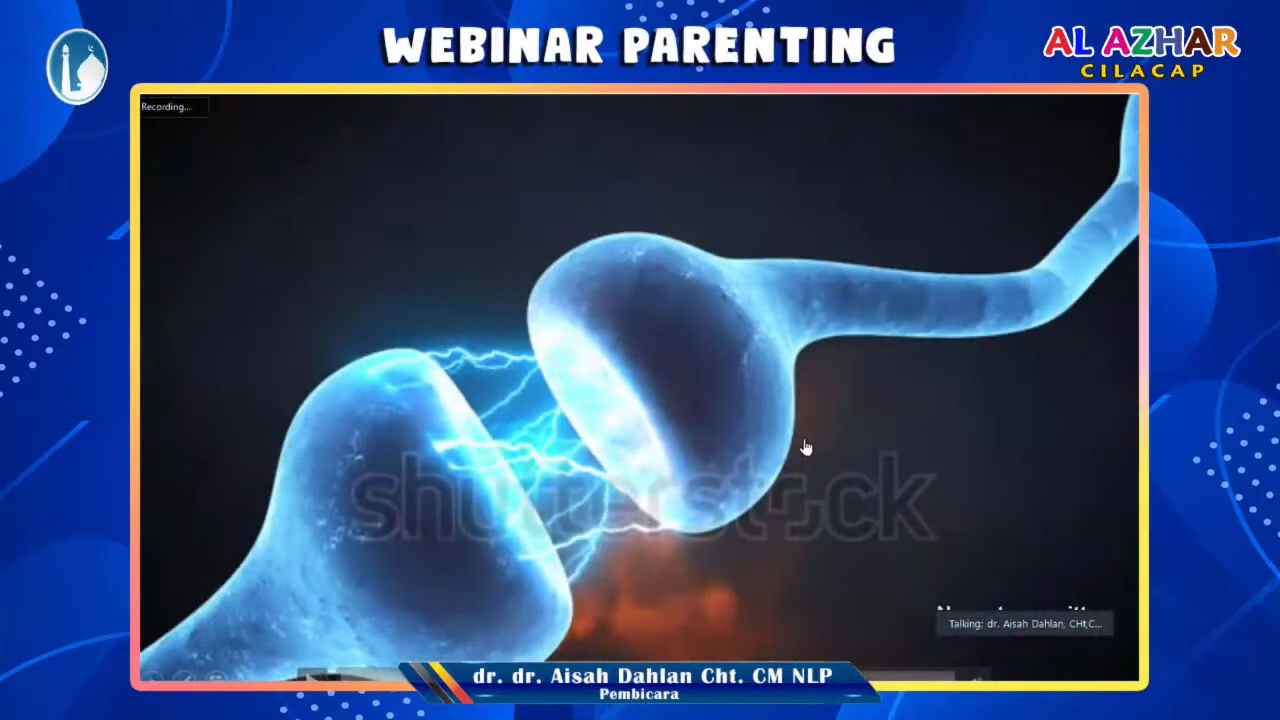 WEBINAR PARENTING
AL AZHAR
CILACAP
Recording...
shutterstock
Talking: dr. Aisah Dahlan, CHt,C...
dr. dr. Aisah Dahlan Cht. CM NLP
Pembicara